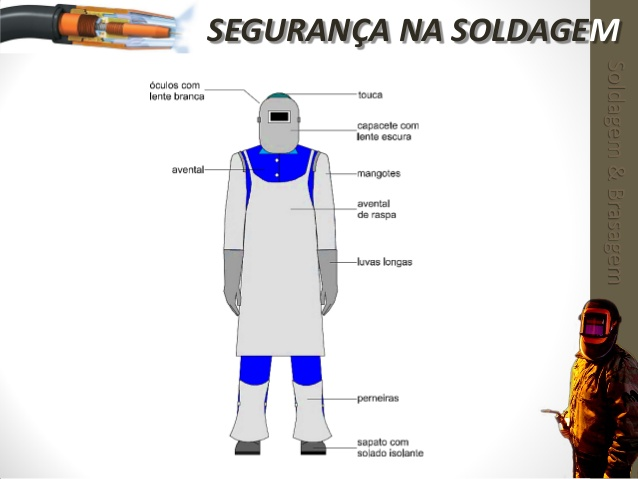 SEGURANÇA NA SOLDAGEM
Soldagem & Brasagem
óculos com
lente branca
touca
capacete com
lente escura
avental
mangotes
avental
de raspa
luvas longas
perneiras
sapato com
solado isolante